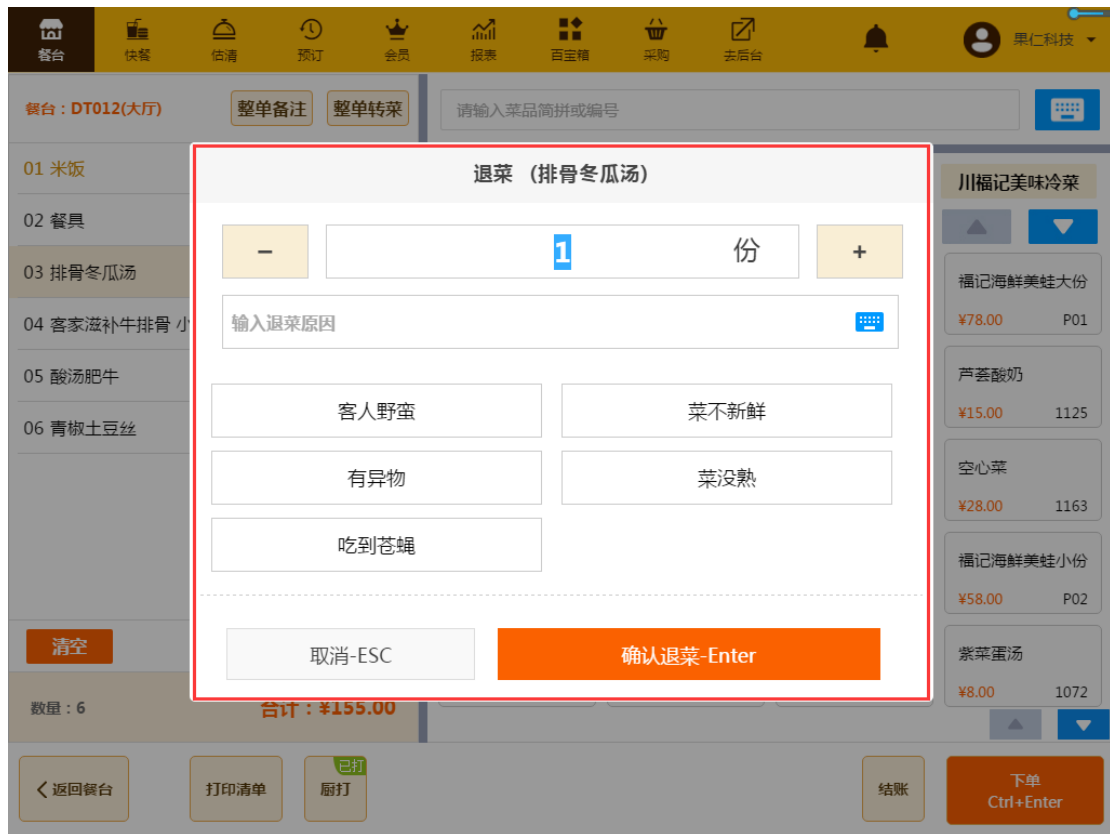 餐台 快餐 估清 预订 会员 报表 百宝箱 采购 去后台 果仁科技
餐台：DT012(大厅) 整单备注 整单转菜 请输入菜品简拼或编号
01 米饭
02 餐具
03 排骨冬瓜汤
04 客家滋补牛排骨 小
05 酸汤肥牛
06 青椒土豆丝
清空
数量：6 合计：¥155.00
退菜 （排骨冬瓜汤）
− 1 份 +
输入退菜原因
客人野蛮 菜不新鲜
有异物 菜没熟
吃到苍蝇
取消-ESC 确认退菜-Enter
川福记美味冷菜
福记海鲜美蛙大份
¥78.00 P01
芦荟酸奶
¥15.00 1125
空心菜
¥28.00 1163
福记海鲜美蛙小份
¥58.00 P02
紫菜蛋汤
¥8.00 1072
返回餐台 打印清单 厨打 已打 结账 下单
Ctrl+Enter